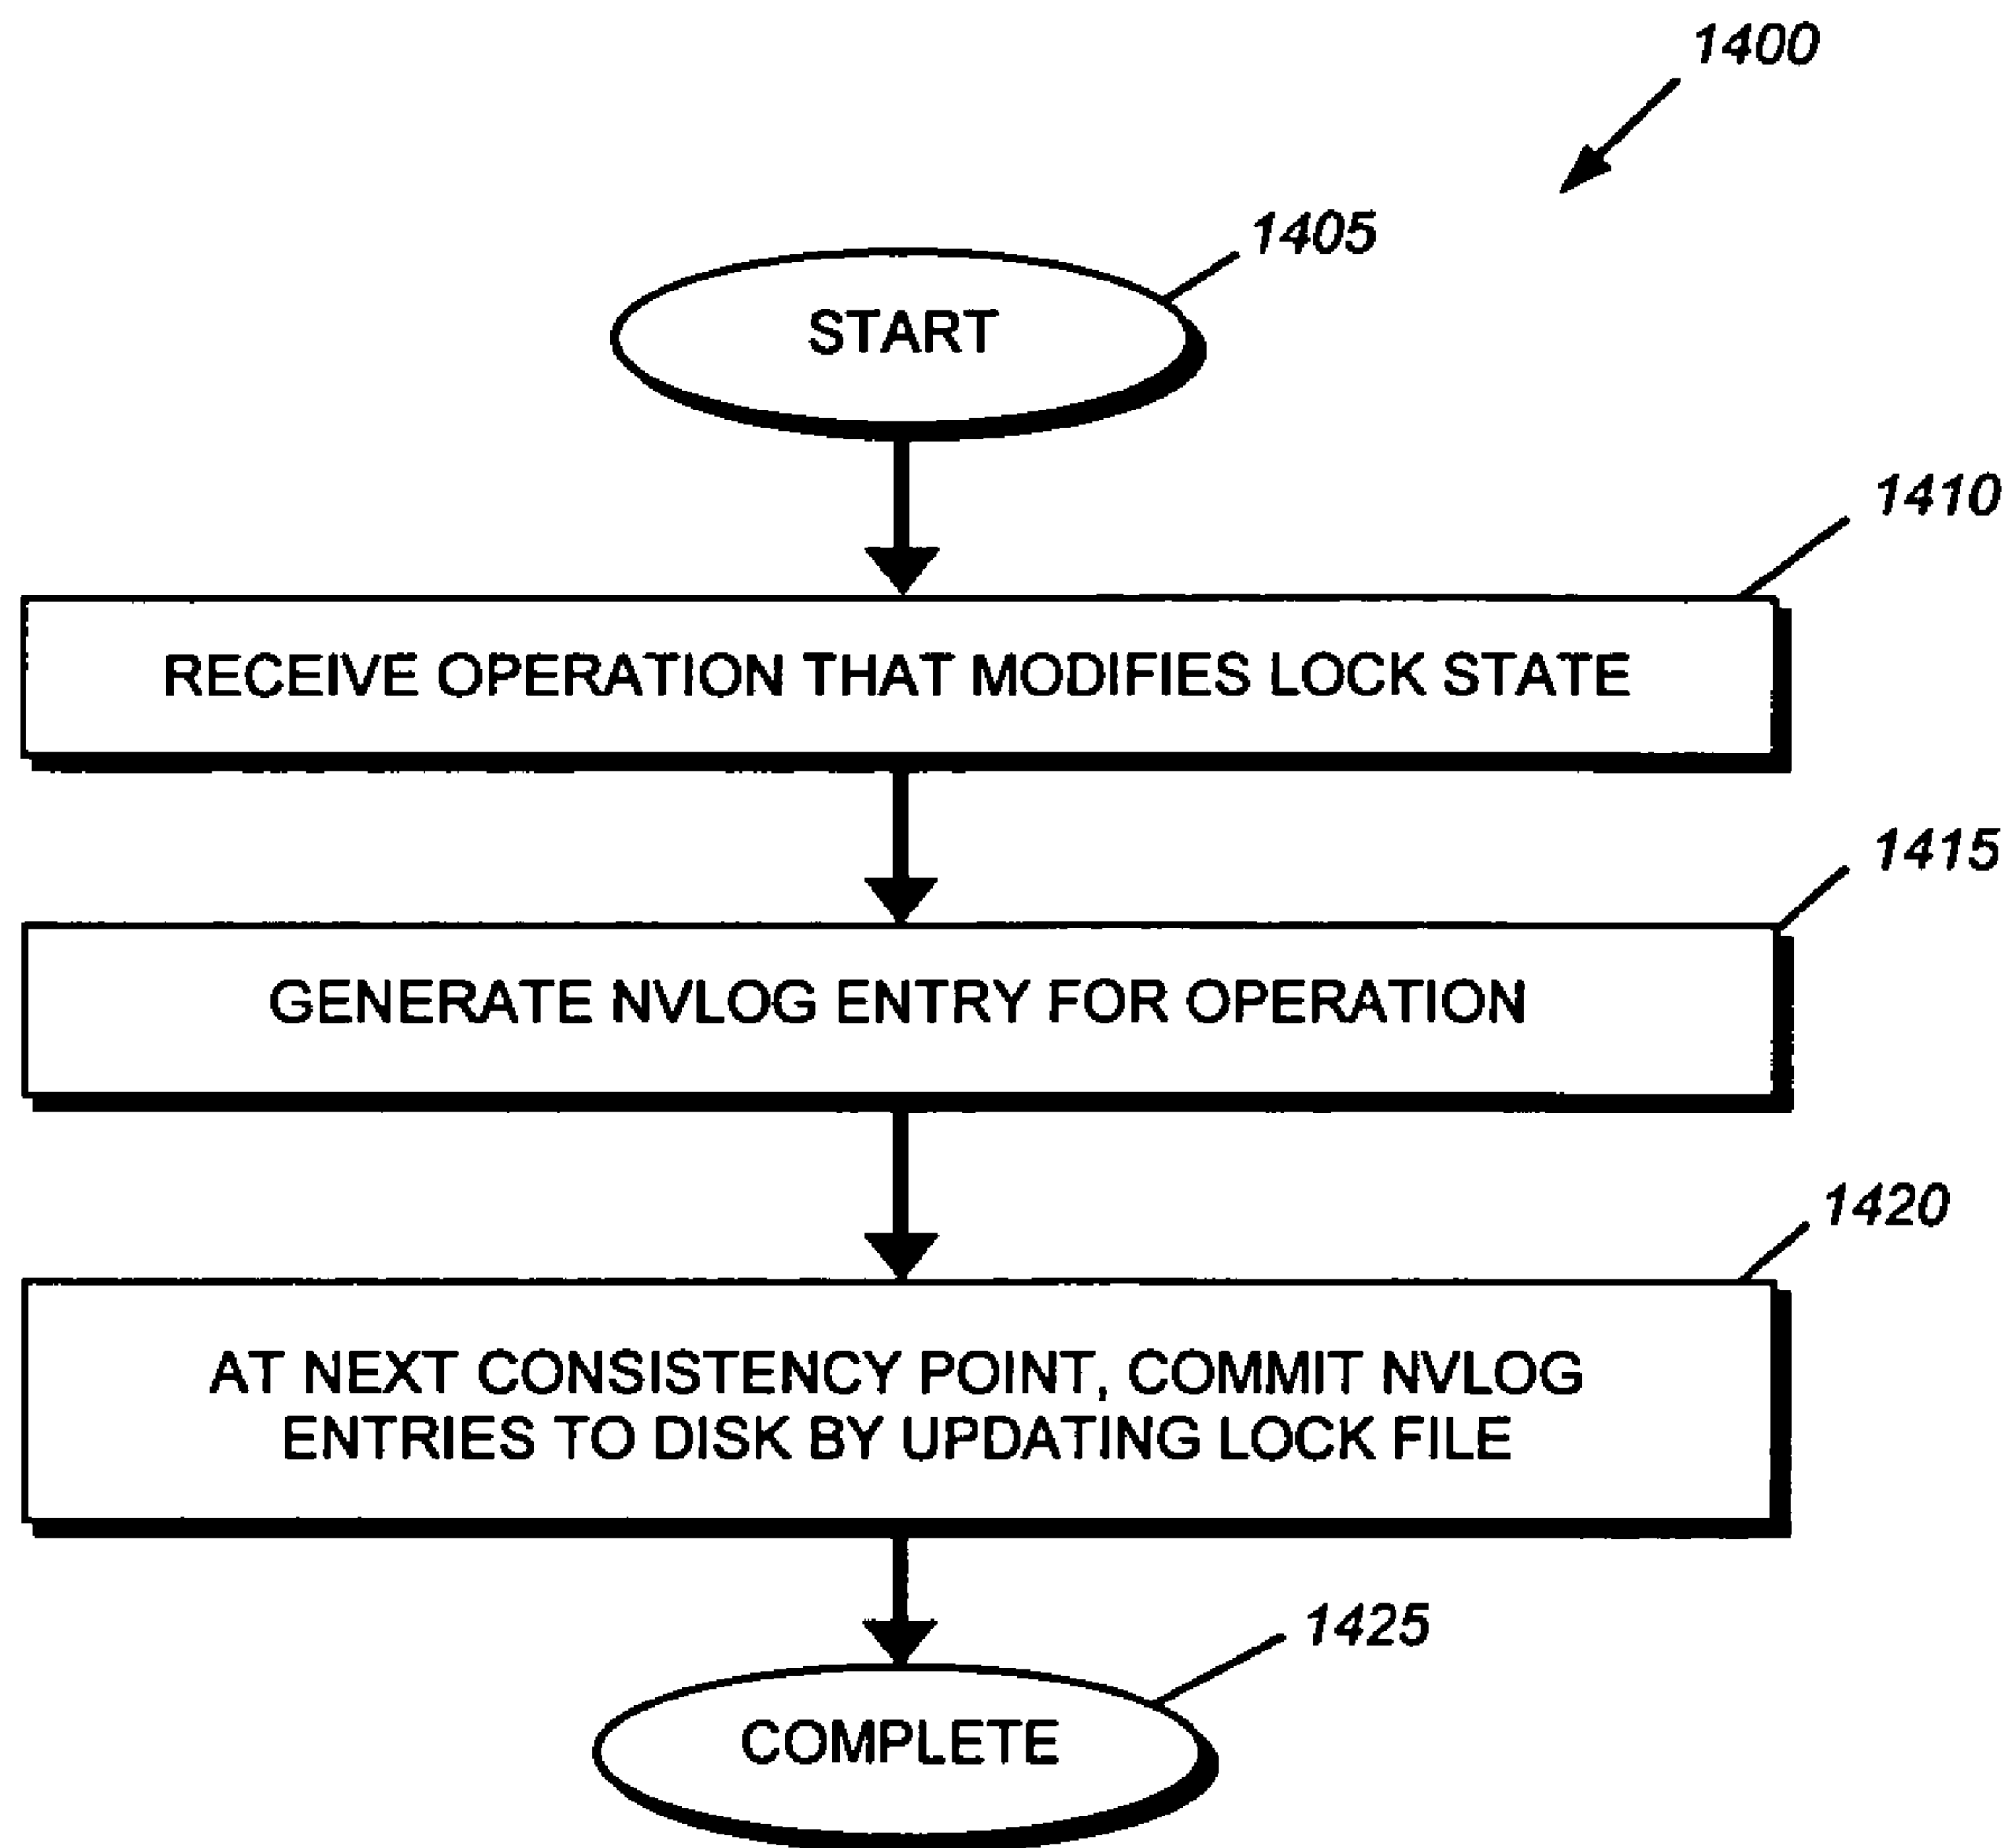 1400
1405
START
1410
RECEIVE OPERATION THAT MODIFIES LOCK STATE
1415
GENERATE NVLOG ENTRY FOR OPERATION
1420
AT NEXT CONSISTENCY POINT, COMMIT NVLOG
ENTRIES TO DISK BY UPDATING LOCK FILE
1425
COMPLETE